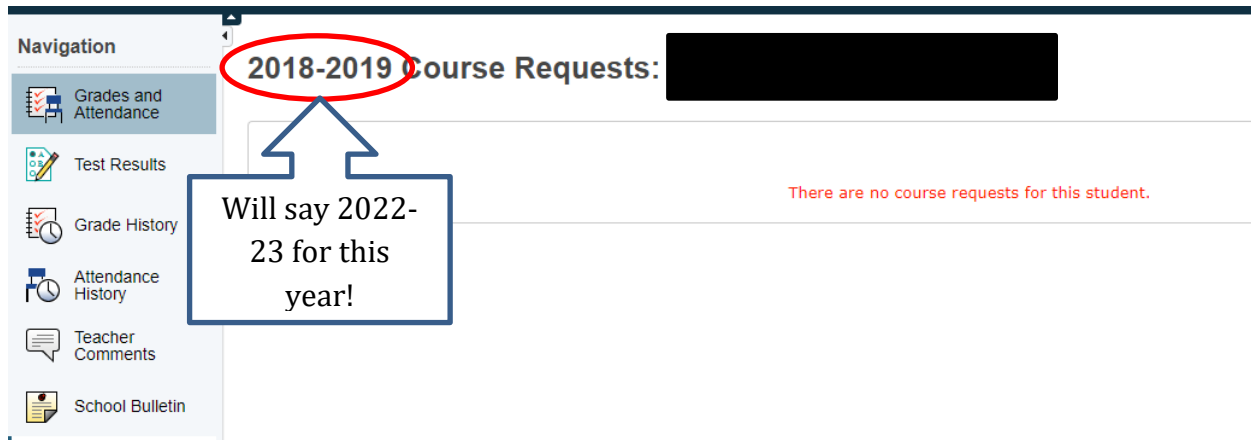 Navigation
2018-2019 Course Requests:
Grades and
Attendance
Test Results
Grade History
Attendance
History
Teacher
Comments
School Bulletin
There are no course requests for this student.
Will say 2022-
23 for this
year!